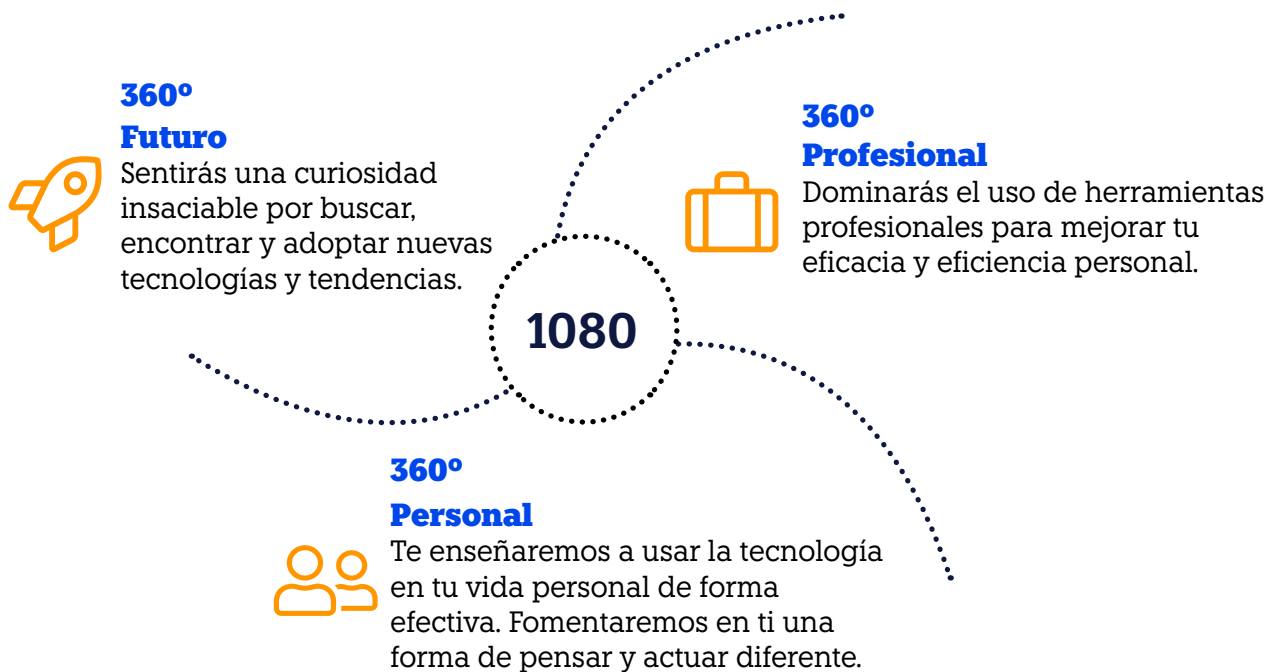 360º
Futuro
Sentirás una curiosidad
insaciable por buscar,
encontrar y adoptar nuevas
tecnologías y tendencias.
360º
Profesional
Dominarás el uso de herramientas
profesionales para mejorar tu
eficacia y eficiencia personal.
1080
360º
Personal
Te enseñaremos a usar la tecnología
en tu vida personal de forma
efectiva. Fomentaremos en ti una
forma de pensar y actuar diferente.